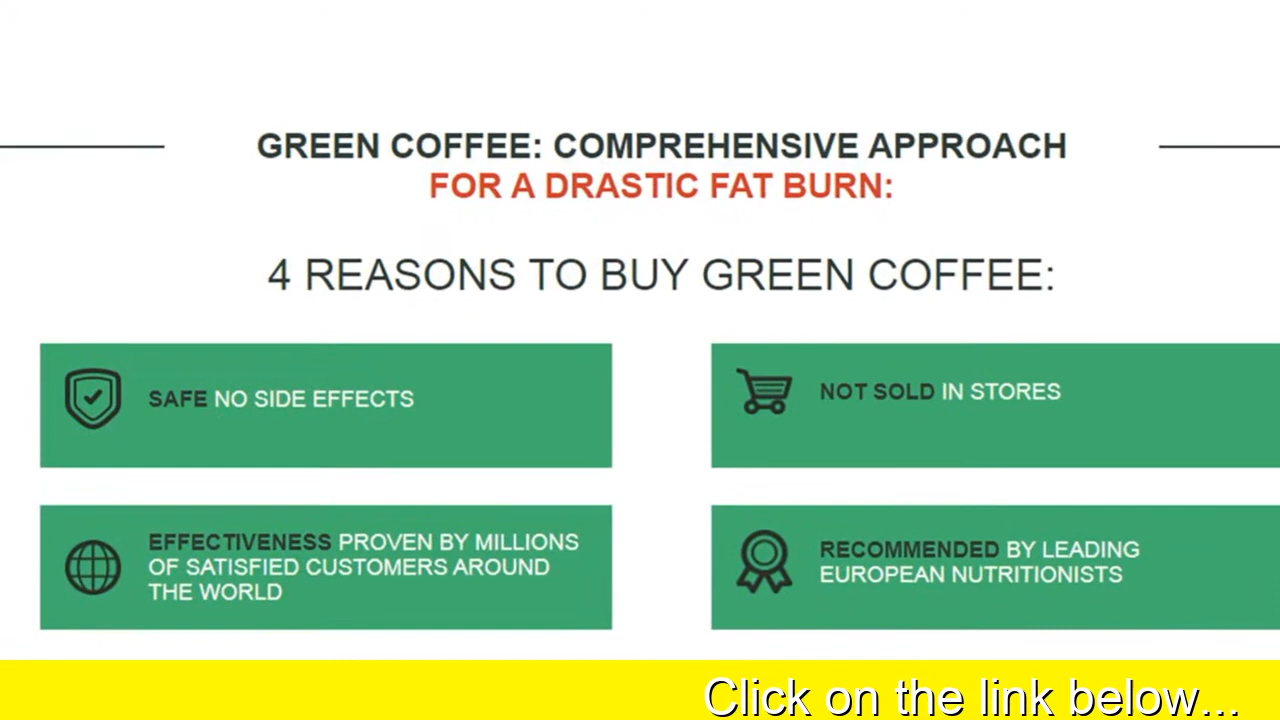 GREEN COFFEE: COMPREHENSIVE APPROACH
FOR A DRASTIC FAT BURN:
4 REASONS TO BUY GREEN COFFEE:
SAFE NO SIDE EFFECTS
NOT SOLD IN STORES
EFFECTIVENESS PROVEN BY MILLIONS
OF SATISFIED CUSTOMERS AROUND
THE WORLD
RECOMMENDED BY LEADING
EUROPEAN NUTRITIONISTS
Click on the link below...